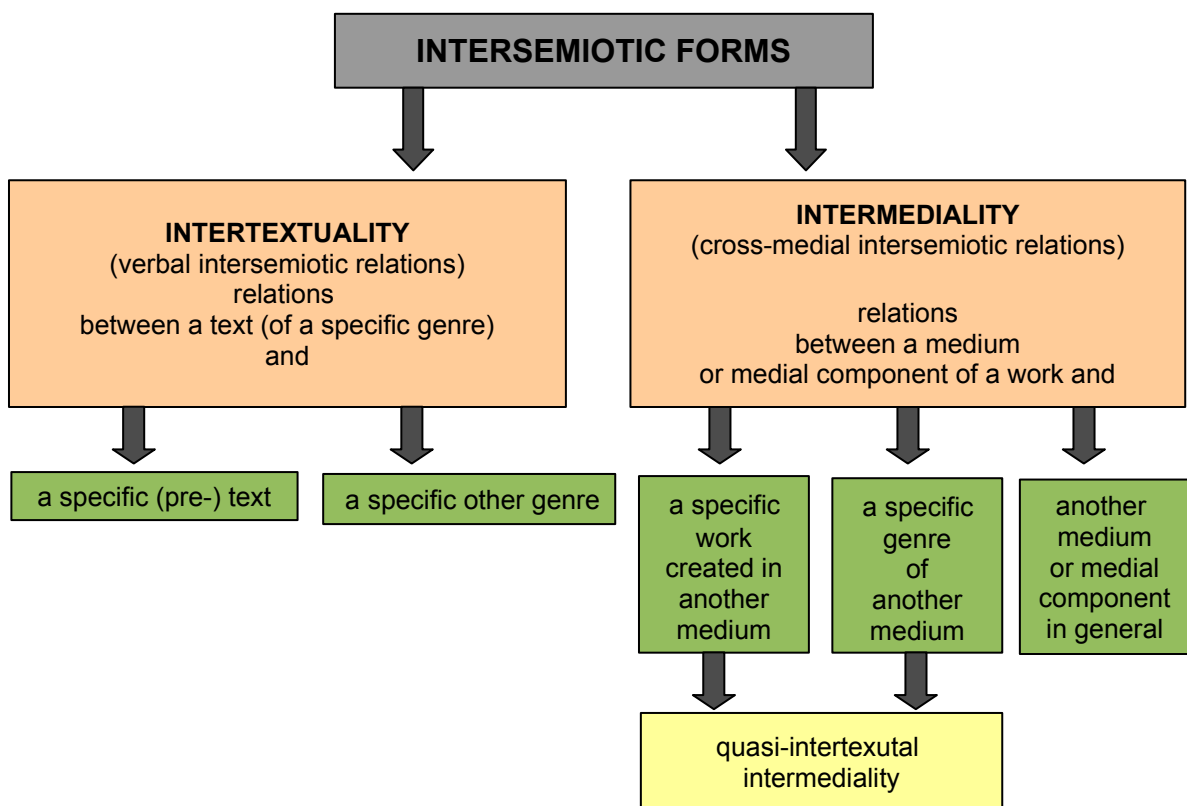 INTERSEMIOTIC FORMS
INTERTEXTUALITY
(verbal intersemiotic relations)
relations
between a text (of a specific genre)
and
INTERMEDIALITY
(cross-medial intersemiotic relations)
relations
between a medium
or medial component of a work and
a specific (pre-) text
a specific other genre
a specific
work
created in
another
medium
a specific
genre
of
another
medium
another
medium
or medial
component
in general
quasi-intertexutal
intermediality